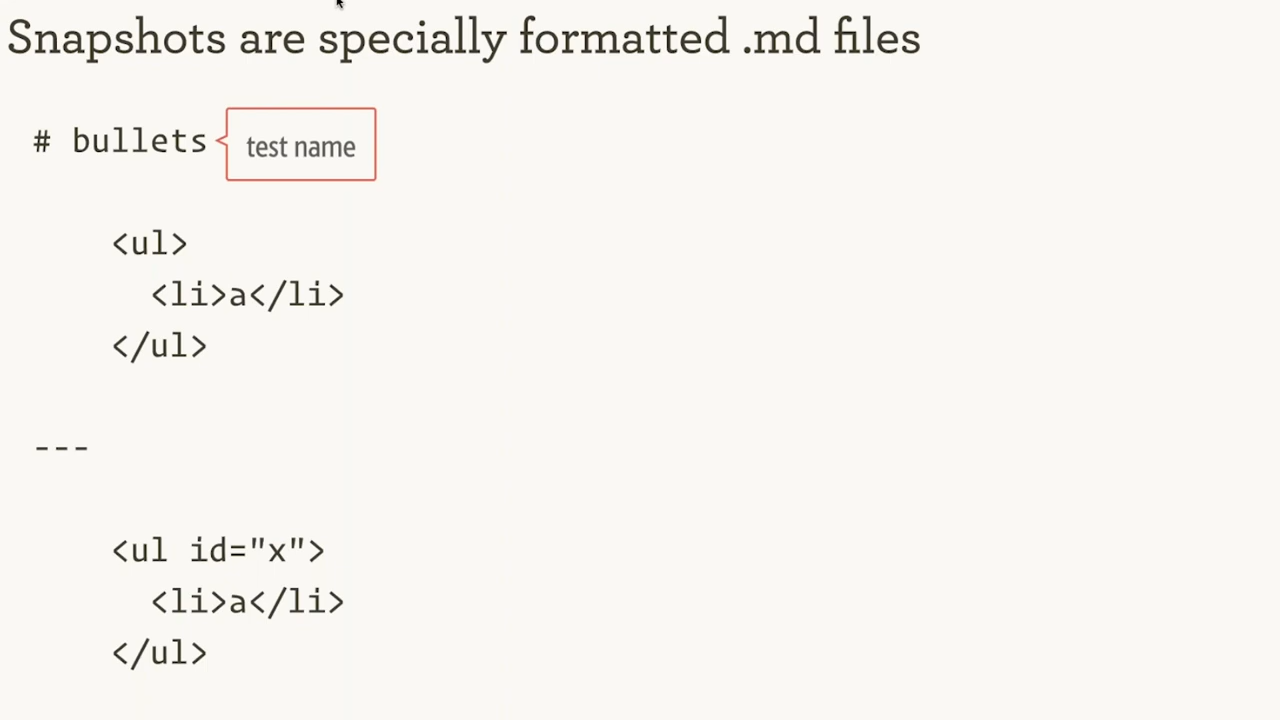 Snapshots are specially formatted .md files
# bullets
test name
<ul>
<li>a</li>
</ul>
---
<ul id="x">
<li>a</li>
</ul>